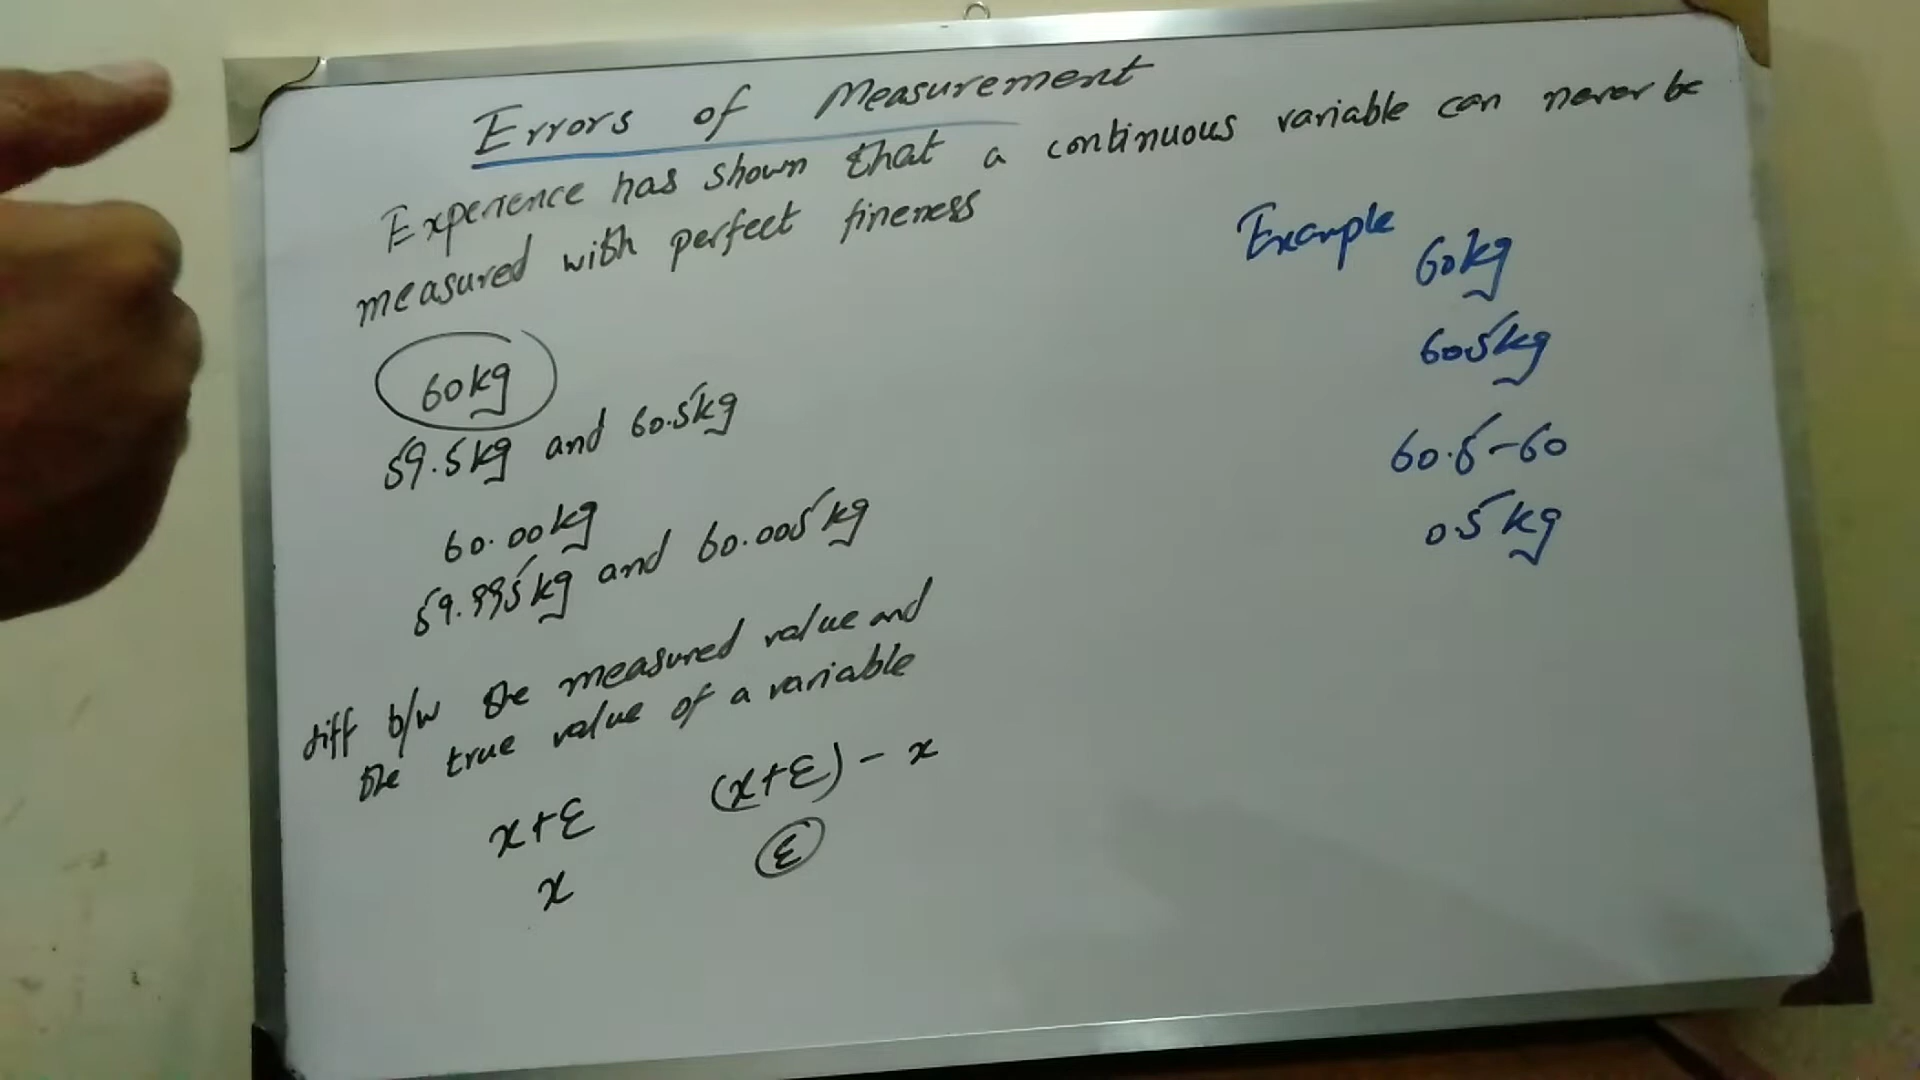 Errors of Measurement
Experience has shown that a continuous variable can never be
measured with perfect fineness
60kg
59.5kg and 60.5kg
60.00kg
59.995kg and 60.005kg
diff b/w the measured value and
the true value of a variable
x+ε
(x+ε) - x
x
ε
Example
60kg
60.5kg
60.5-60
0.5kg